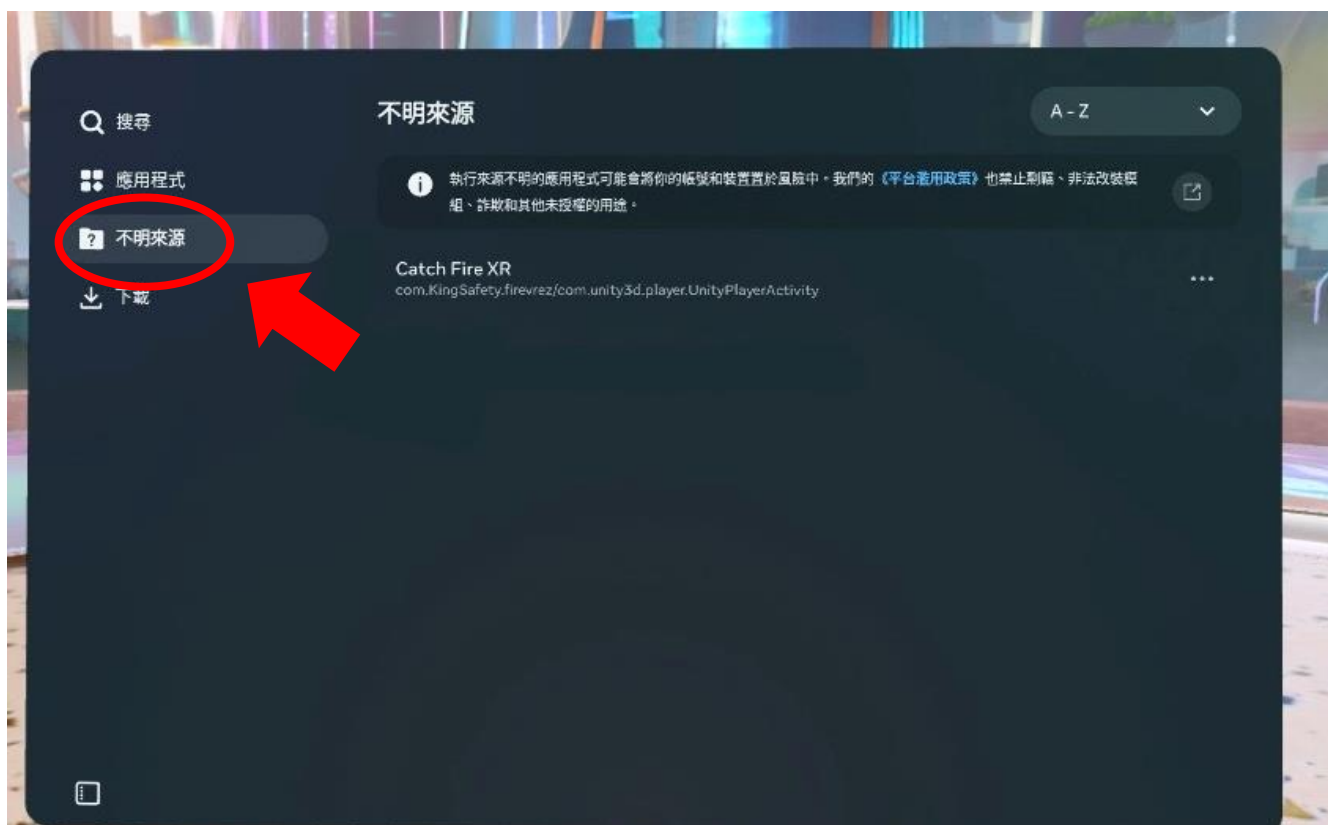 搜尋
應用程式
不明來源
下載
不明來源
A - Z
執行來源不明的應用程式可能會將你的帳號和裝置置於風險中。我們的《平台濫用政策》也禁止剽竊、非法改裝模
組、詐欺和其他未授權的用途。
Catch Fire XR
com.KingSafety.firevrez/com.unity3d.player.UnityPlayerActivity